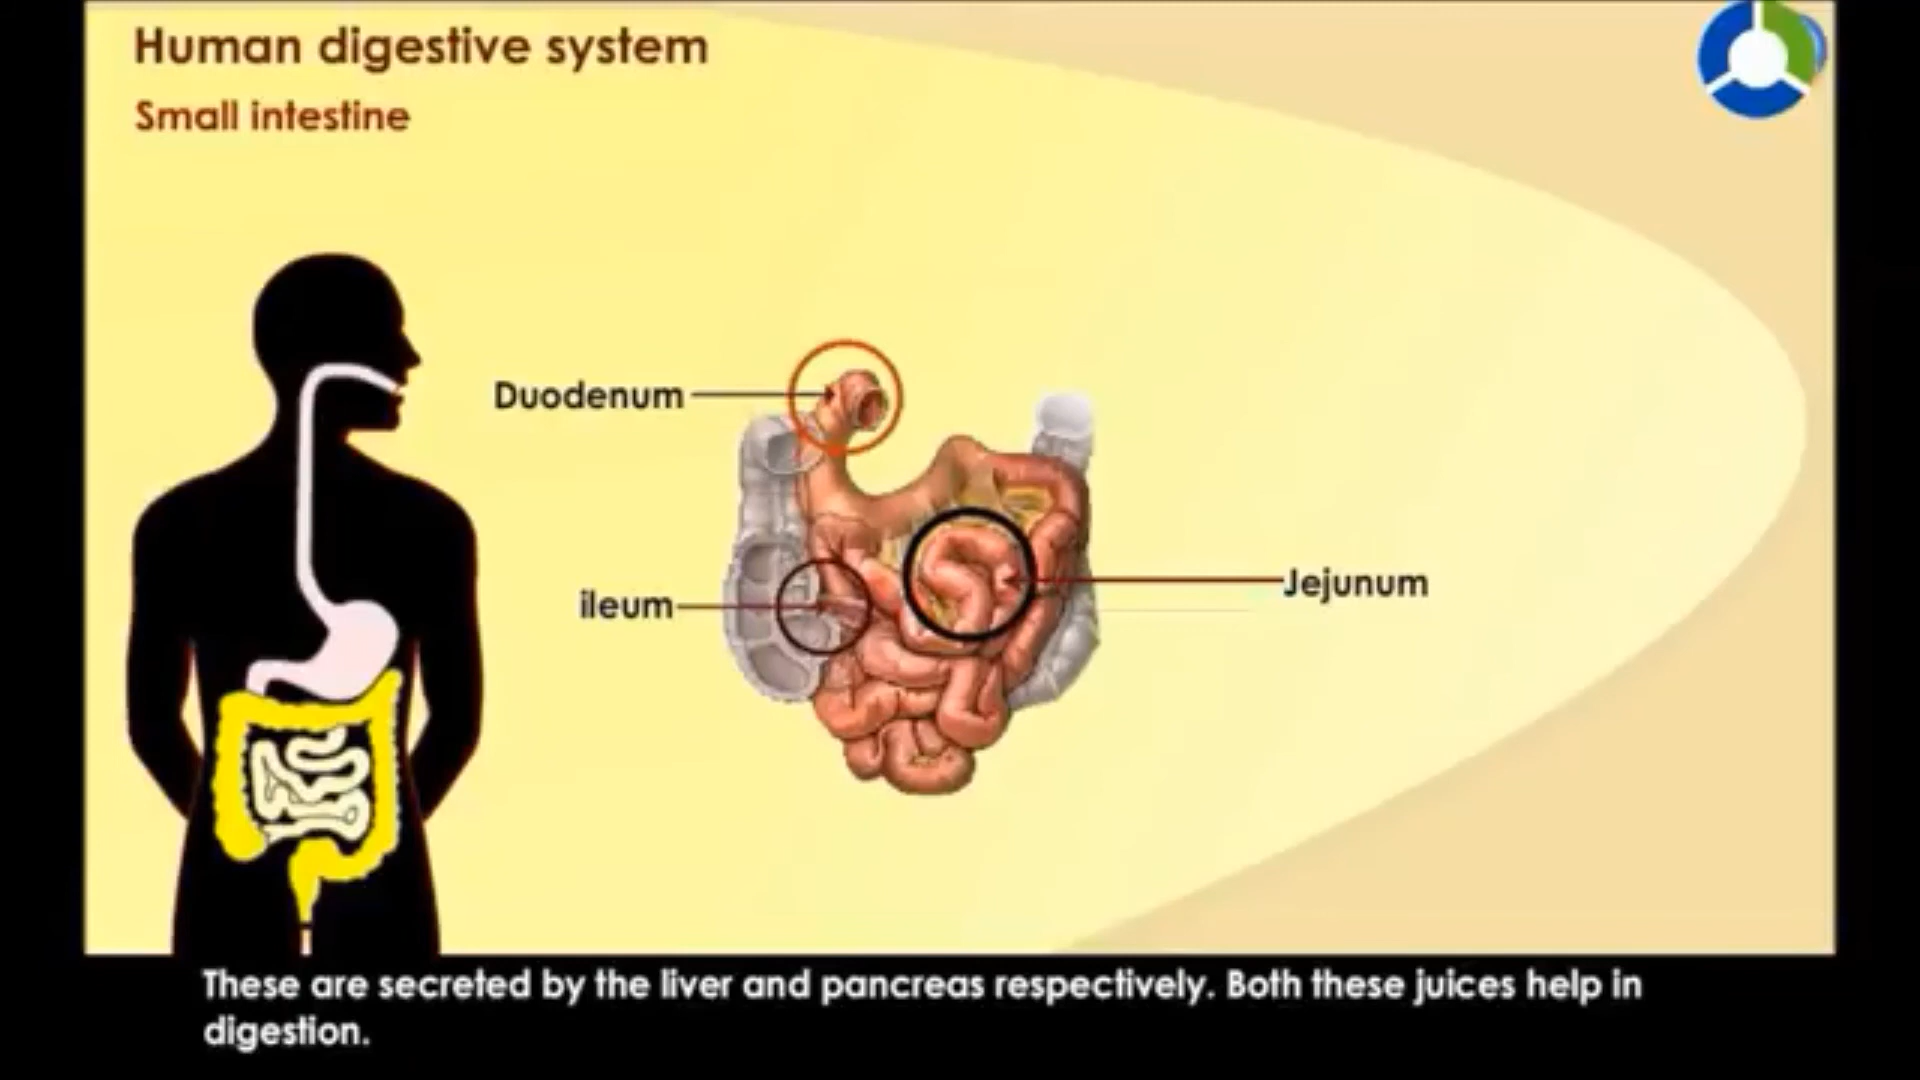 Human digestive system
Small intestine
Duodenum
ileum
Jejunum
These are secreted by the liver and pancreas respectively. Both these juices help in
digestion.